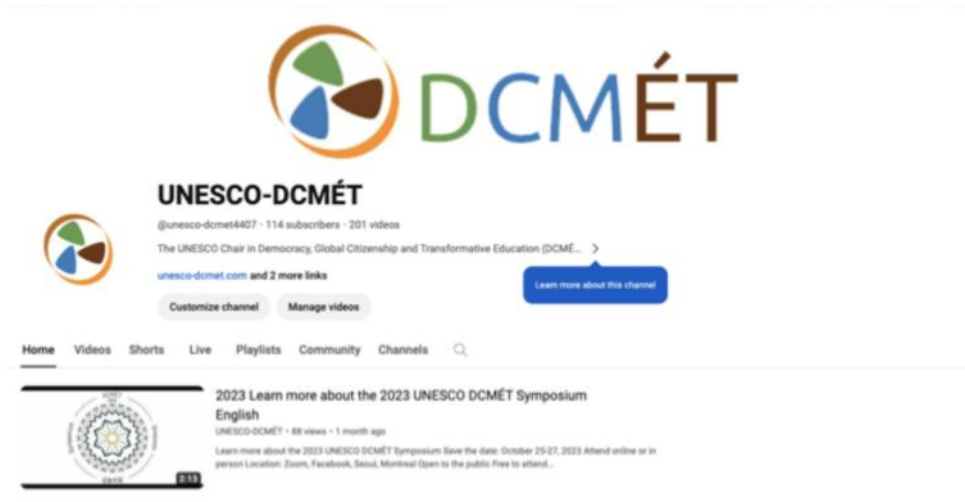 DCMÉT
UNESCO-DCMÉT
@unesco-dcmet4407 · 114 subscribers · 201 videos
The UNESCO Chair in Democracy, Global Citizenship and Transformative Education (DCMÉ...
unesco-dcmet.com and 2 more links
Learn more about this channel
Customize channel Manage videos
Home Videos Shorts Live Playlists Community Channels
2023 Learn more about the 2023 UNESCO DCMÉT Symposium
English
UNESCO-DCMÉT • 88 views • 1 month ago
Learn more about the 2023 UNESCO DCMÉT Symposium Save the date: October 25-27, 2023 Attend online or in
person Location: Zoom, Facebook, Seoul, Montreal Open to the public Free to attend...
2:13